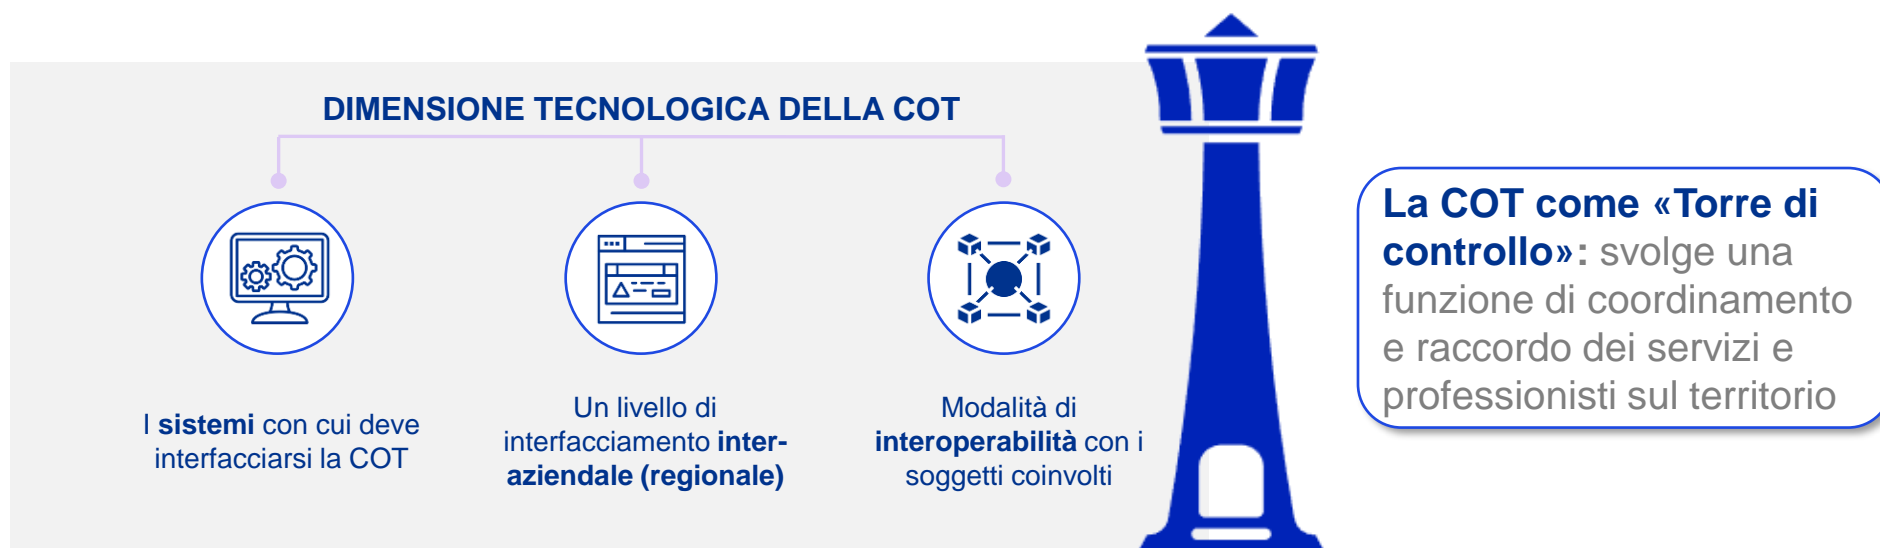 DIMENSIONE TECNOLOGICA DELLA COT
I sistemi con cui deve
interfacciarsi la COT
Un livello di
interfacciamento inter-
aziendale (regionale)
Modalità di
interoperabilità con i
soggetti coinvolti
La COT come «Torre di
controllo»: svolge una
funzione di coordinamento
e raccordo dei servizi e
professionisti sul territorio